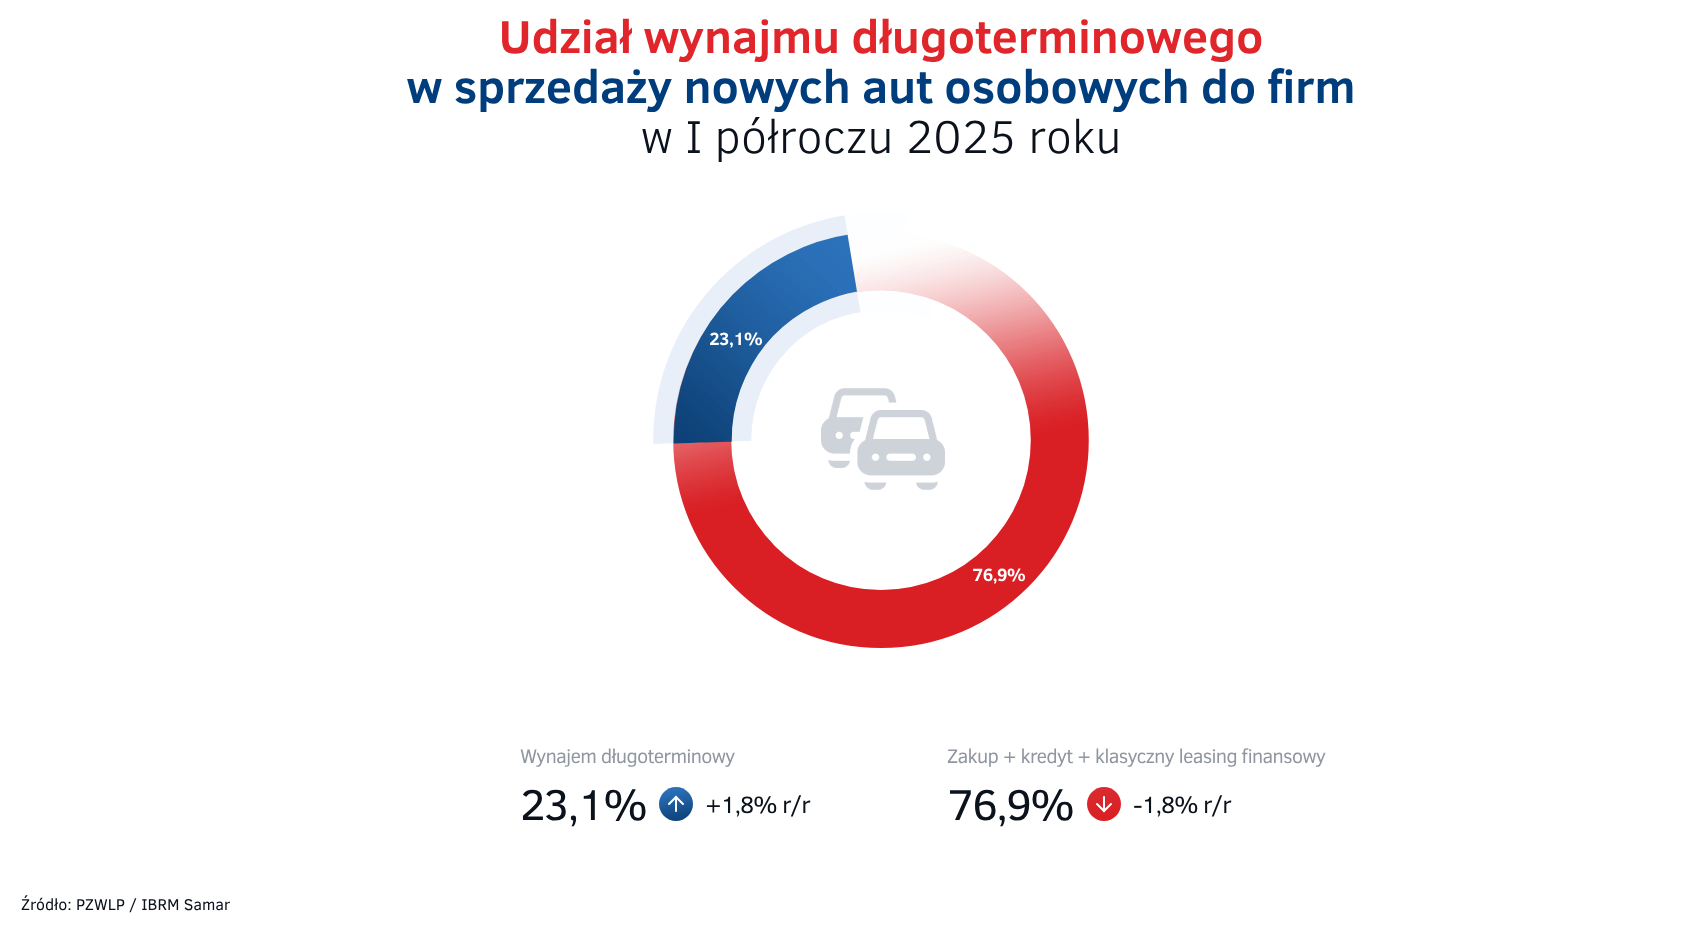 Udział wynajmu długoterminowego
w sprzedaży nowych aut osobowych do firm
w I półroczu 2025 roku
23,1%
76,9%
Wynajem długoterminowy
23,1% +1,8% r/r
Zakup + kredyt + klasyczny leasing finansowy
76,9% -1,8% r/r
Źródło: PZWLP / IBRM Samar